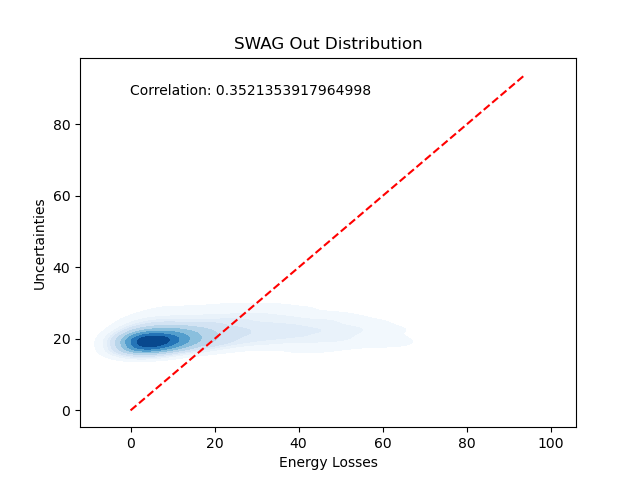 SWAG Out Distribution
Correlation: 0.3521353917964998
Uncertainties
80
60
40
20
0
0 20 40 60 80 100
Energy Losses